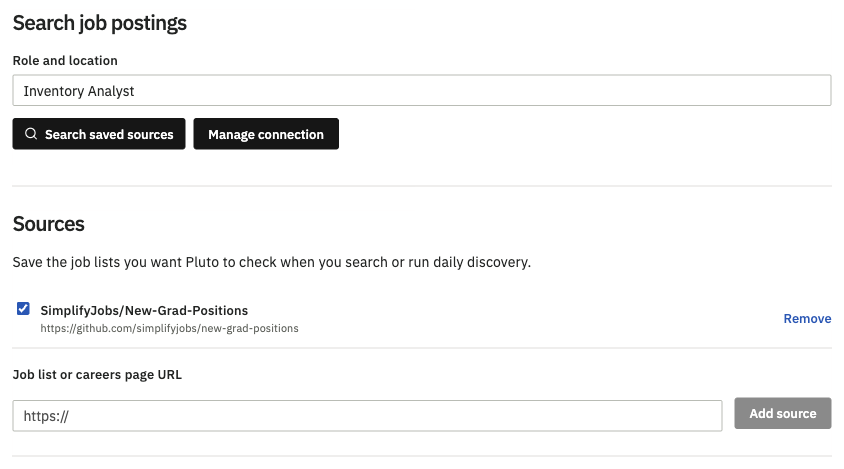 Search job postings
Role and location
Inventory Analyst
Search saved sources
Manage connection
Sources
Save the job lists you want Pluto to check when you search or run daily discovery.
SimplifyJobs/New-Grad-Positions
https://github.com/simplifyjobs/new-grad-positions
Remove
Job list or careers page URL
https://
Add source